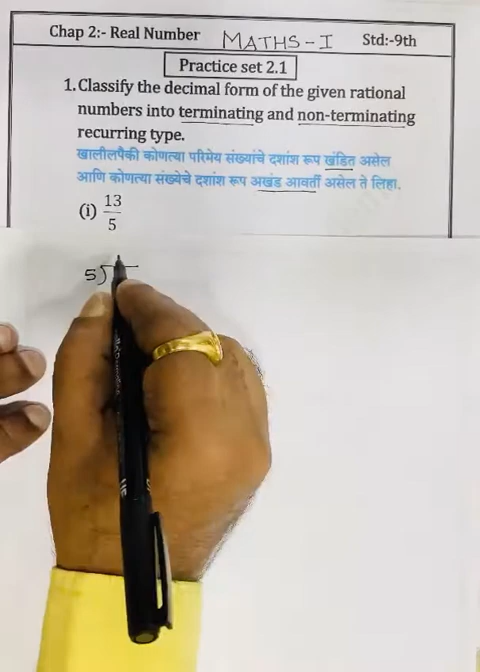 Chap 2:- Real Number MATHS-I Std:-9th
Practice set 2.1
1. Classify the decimal form of the given rational
numbers into terminating and non-terminating
recurring type.
खालीलपैकी कोणत्या परिमेय संख्यांचे दशांश रूप खंडित असेल
आणि कोणत्या संख्येचे दशांश रूप अखंड आवर्ती असेल ते लिहा.
(i) 13/5
5)